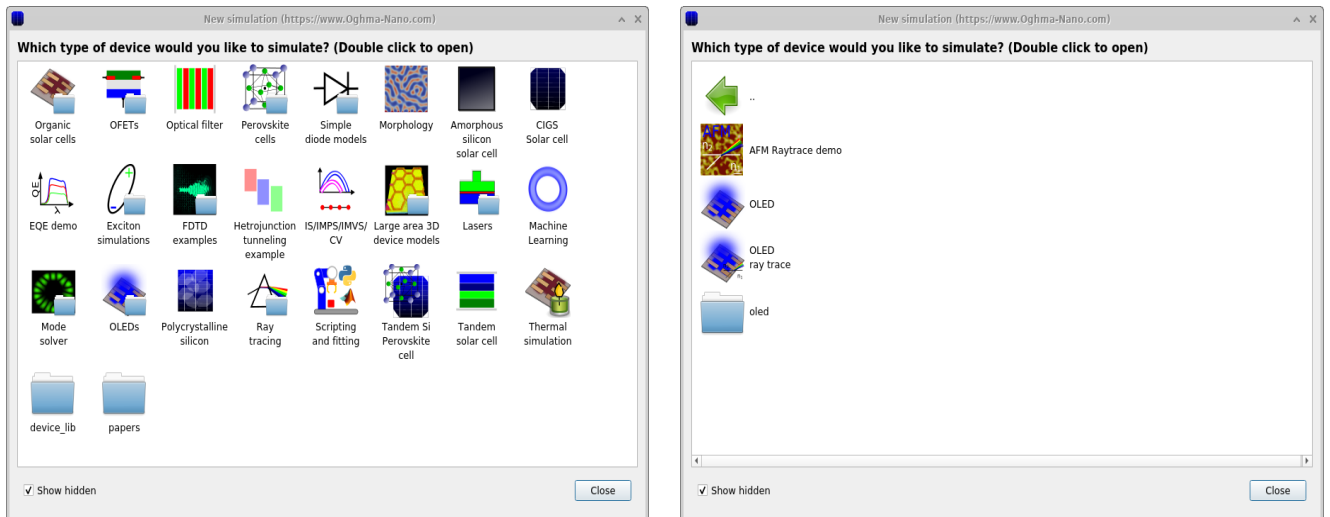 New simulation (https://www.Oghma-Nano.com)
Which type of device would you like to simulate? (Double click to open)
Organic
solar cells
OFETs
Optical filter
Perovskite
cells
Simple
diode models
Morphology
Amorphous
silicon
solar cell
CIGS
Solar cell
QE
λ
EQE demo
Exciton
simulations
FDTD
examples
Hetrojunction
tunneling
example
IS/IMPS/IMVS/
CV
Large area 3D
device models
Lasers
Machine
Learning
Mode
solver
OLEDs
Polycrystalline
silicon
Ray
tracing
Scripting
and fitting
Tandem Si
Perovskite
cell
Tandem
solar cell
Thermal
simulation
device_lib
papers
Show hidden
Close
New simulation (https://www.Oghma-Nano.com)
Which type of device would you like to simulate? (Double click to open)
..
AFM
AFM Raytrace demo
OLED
OLED
ray trace
oled
Show hidden
Close